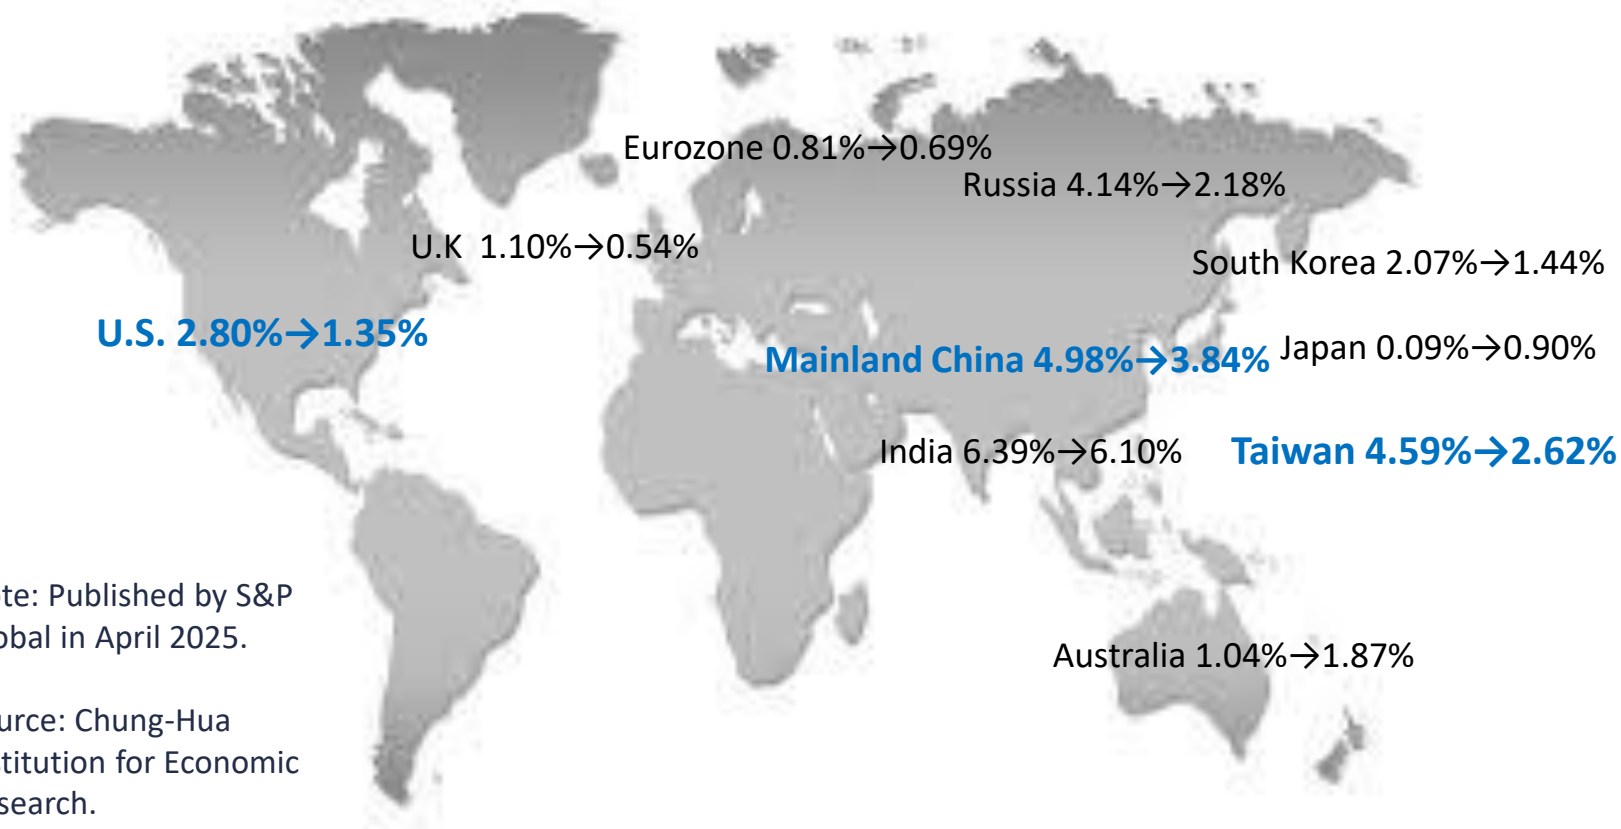 Eurozone 0.81%→0.69%
Russia 4.14%→2.18%
U.K 1.10%→0.54%
South Korea 2.07%→1.44%
U.S. 2.80%→1.35%
Mainland China 4.98%→3.84%
Japan 0.09%→0.90%
India 6.39%→6.10%
Taiwan 4.59%→2.62%
te: Published by S&P
obal in April 2025.
Australia 1.04%→1.87%
urce: Chung-Hua
stitution for Economic
search.